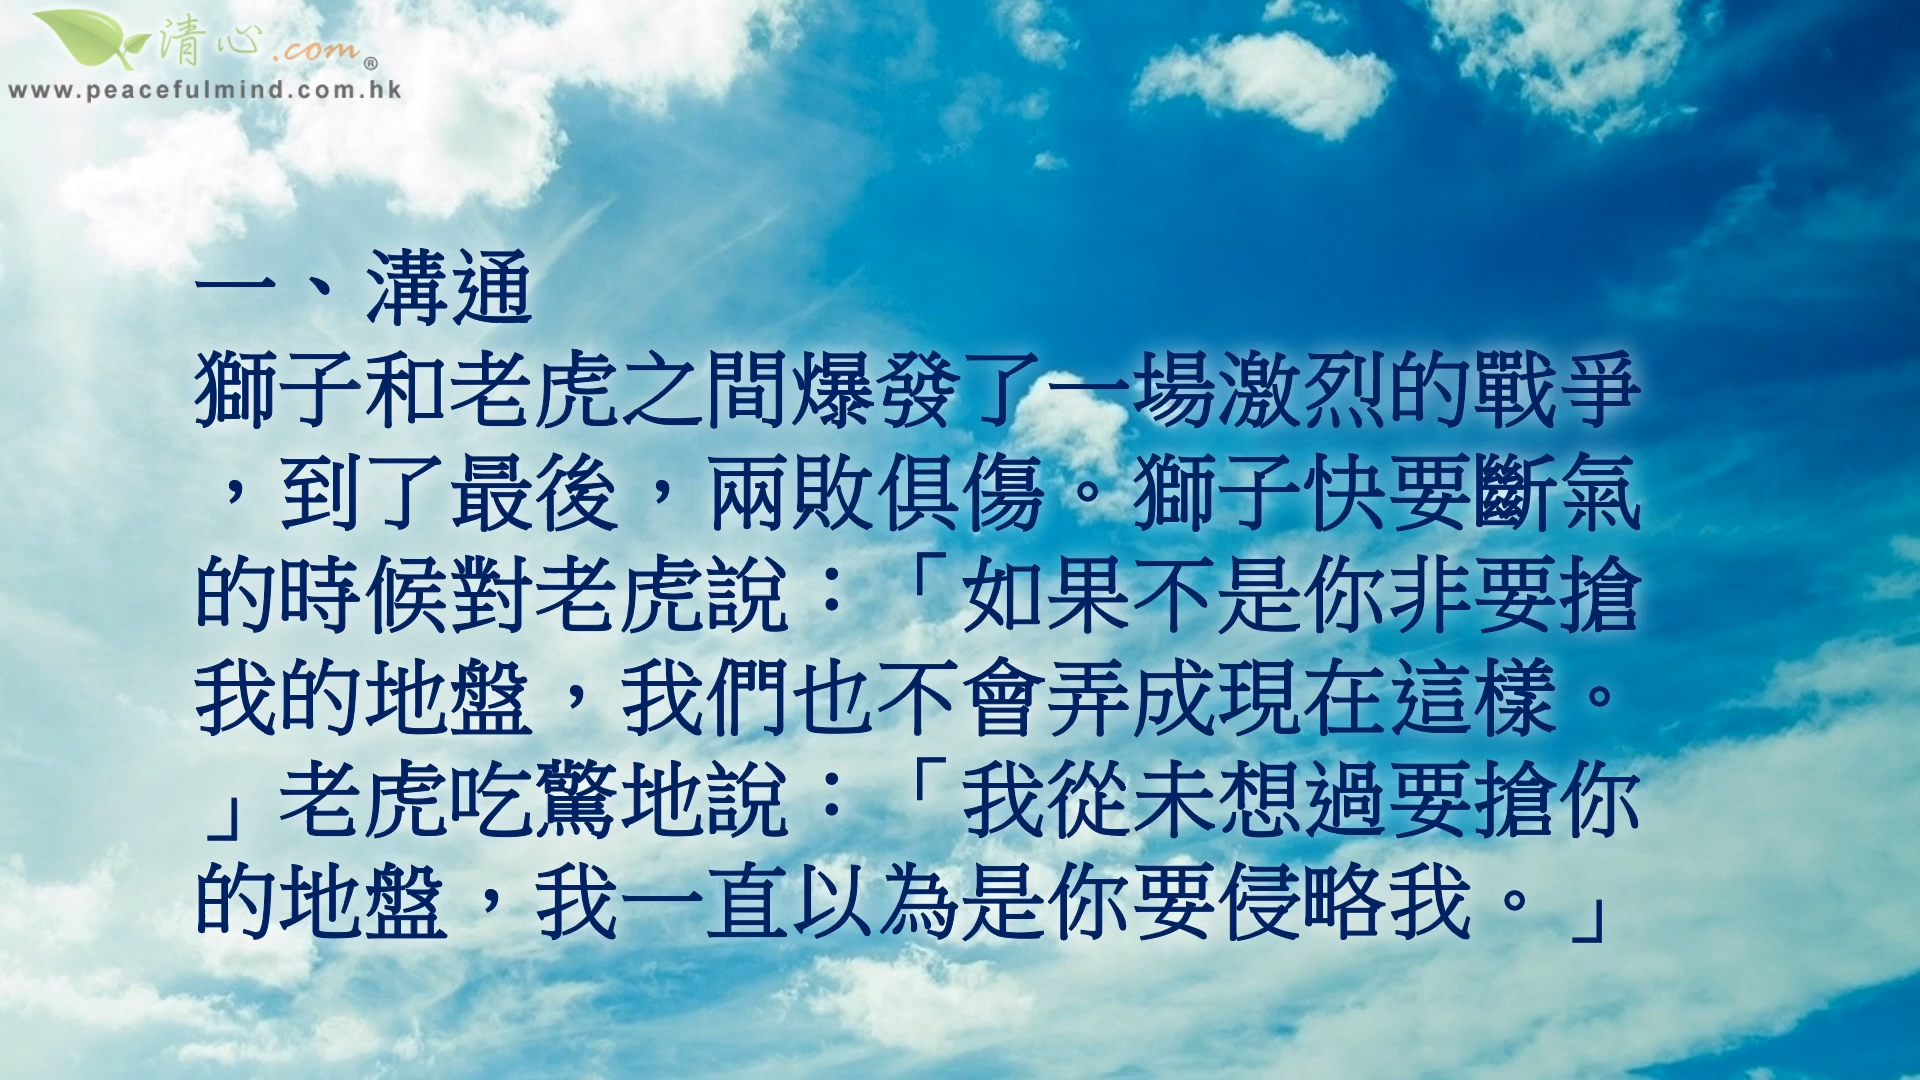 清心.com®
www.peacefulmind.com.hk
一、溝通
獅子和老虎之間爆發了一場激烈的戰爭
，到了最後，兩敗俱傷。獅子快要斷氣
的時候對老虎說：「如果不是你非要搶
我的地盤，我們也不會弄成現在這樣。
」老虎吃驚地說：「我從未想過要搶你
的地盤，我一直以為是你要侵略我。」